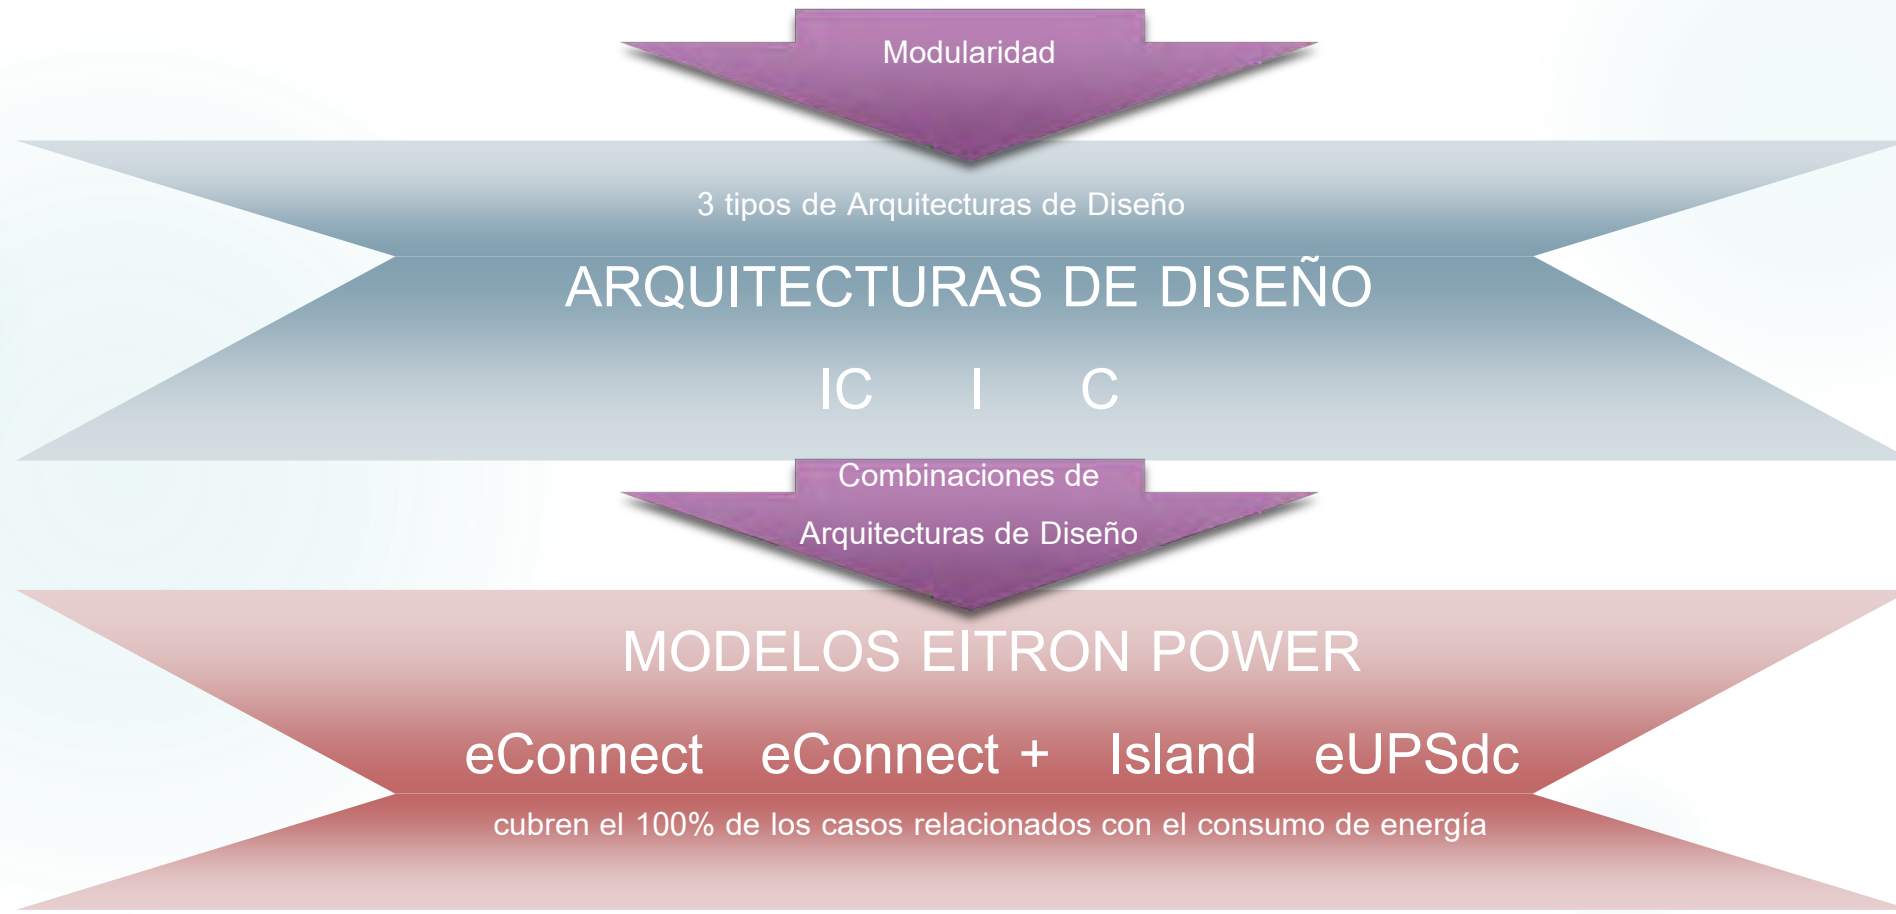 Modularidad
3 tipos de Arquitecturas de Diseño
ARQUITECTURAS DE DISEÑO
IC I C
Combinaciones de
Arquitecturas de Diseño
MODELOS EITRON POWER
eConnect eConnect + Island eUPSdc
cubren el 100% de los casos relacionados con el consumo de energía